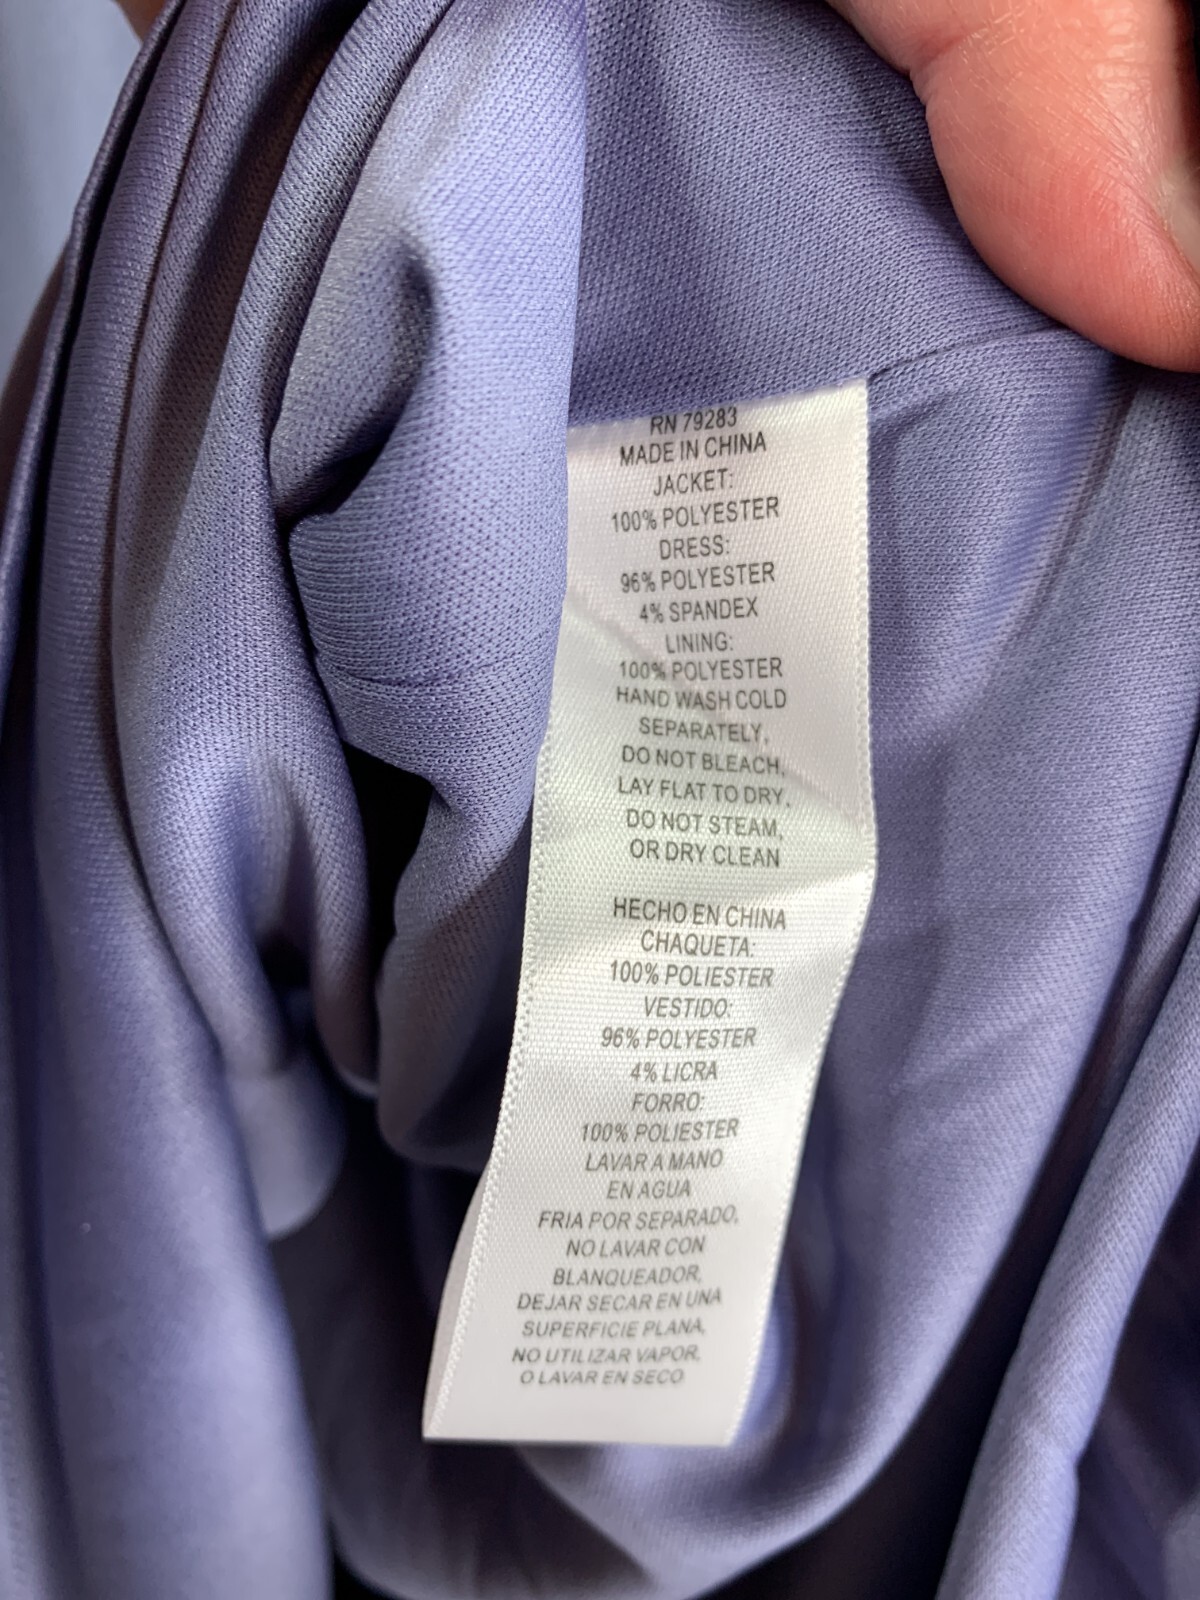 RN 79283
MADE IN CHINA
JACKET:
100% POLYESTER
DRESS:
96% POLYESTER
4% SPANDEX
LINING:
100% POLYESTER
HAND WASH COLD
SEPARATELY,
DO NOT BLEACH,
LAY FLAT TO DRY,
DO NOT STEAM,
OR DRY CLEAN
HECHO EN CHINA
CHAQUETA:
100% POLIESTER
VESTIDO:
96% POLYESTER
4% LICRA
FORRO:
100% POLIESTER
LAVAR A MANO
EN AGUA
FRIA POR SEPARADO,
NO LAVAR CON
BLANQUEADOR,
DEJAR SECAR EN UNA
SUPERFICIE PLANA,
NO UTILIZAR VAPOR,
O LAVAR EN SECO